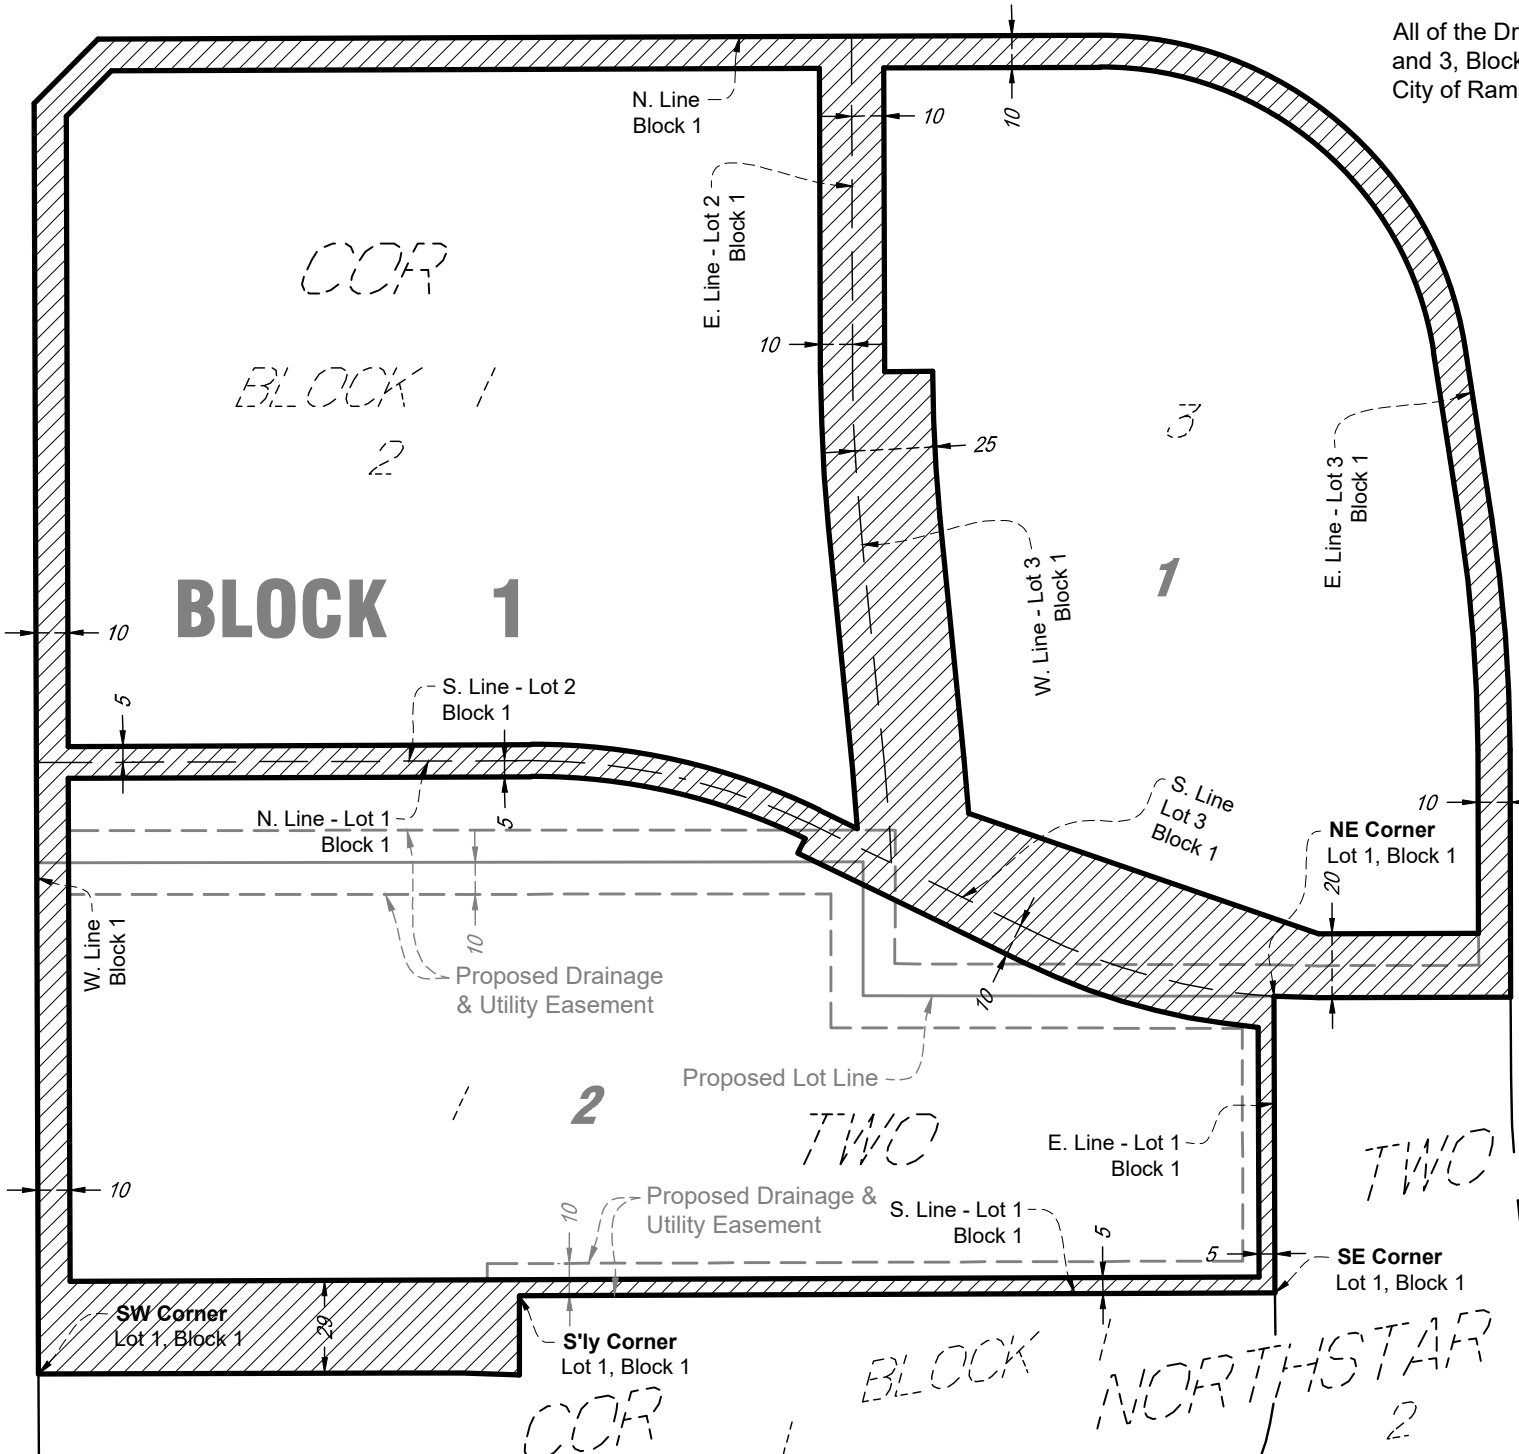 All of the Dr
and 3, Block
City of Ram
N. Line
Block 1
10
10
E. Line - Lot 2
Block 1
COR
BLOCK 1
2
10
3
25
E. Line - Lot 3
Block 1
W. Line - Lot 3
Block 1
BLOCK 1
1
10
5
S. Line - Lot 2
Block 1
N. Line - Lot 1
Block 1
5
S. Line
Lot 3
Block 1
10
NE Corner
Lot 1, Block 1
20
W. Line
Block 1
10
Proposed Drainage
& Utility Easement
10
Proposed Lot Line
1
2
TWO
E. Line - Lot 1
Block 1
TWO
10
10
Proposed Drainage &
Utility Easement
S. Line - Lot 1
Block 1
5
5
SE Corner
Lot 1, Block 1
SW Corner
Lot 1, Block 1
29
S'ly Corner
Lot 1, Block 1
COR
BLOCK 1
NORTHSTAR
2